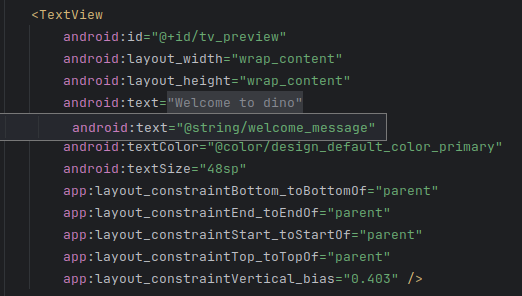 <TextView
android:id="@+id/tv_preview"
android:layout_width="wrap_content"
android:layout_height="wrap_content"
android:text="Welcome to dino"
android:text="@string/welcome_message"
android:textColor="@color/design_default_color_primary"
android:textSize="48sp"
app:layout_constraintBottom_toBottomOf="parent"
app:layout_constraintEnd_toEndOf="parent"
app:layout_constraintStart_toStartOf="parent"
app:layout_constraintTop_toTopOf="parent"
app:layout_constraintVertical_bias="0.403" />